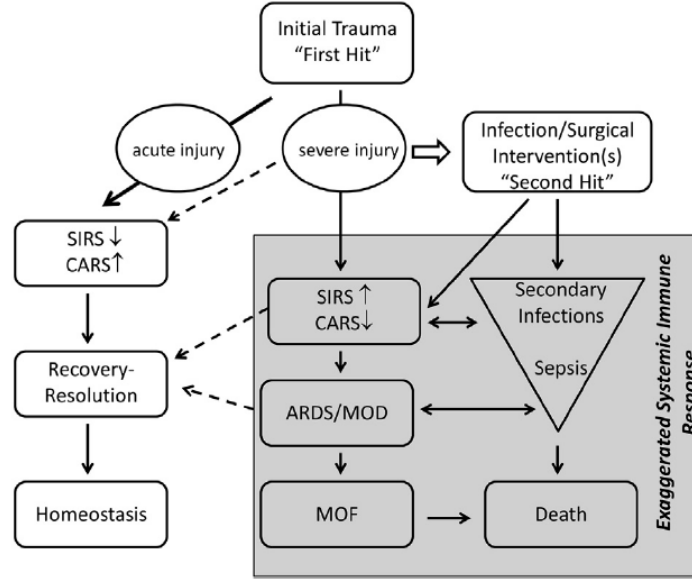 Initial Trauma
“First Hit”
acute injury
severe injury
Infection/Surgical
Intervention(s)
“Second Hit”
SIRS ↓
CARS↑
SIRS ↑
CARS↓
Secondary
Infections
Sepsis
Recovery-
Resolution
ARDS/MOD
Homeostasis
MOF
Death
Exaggerated Systemic Immune
Response